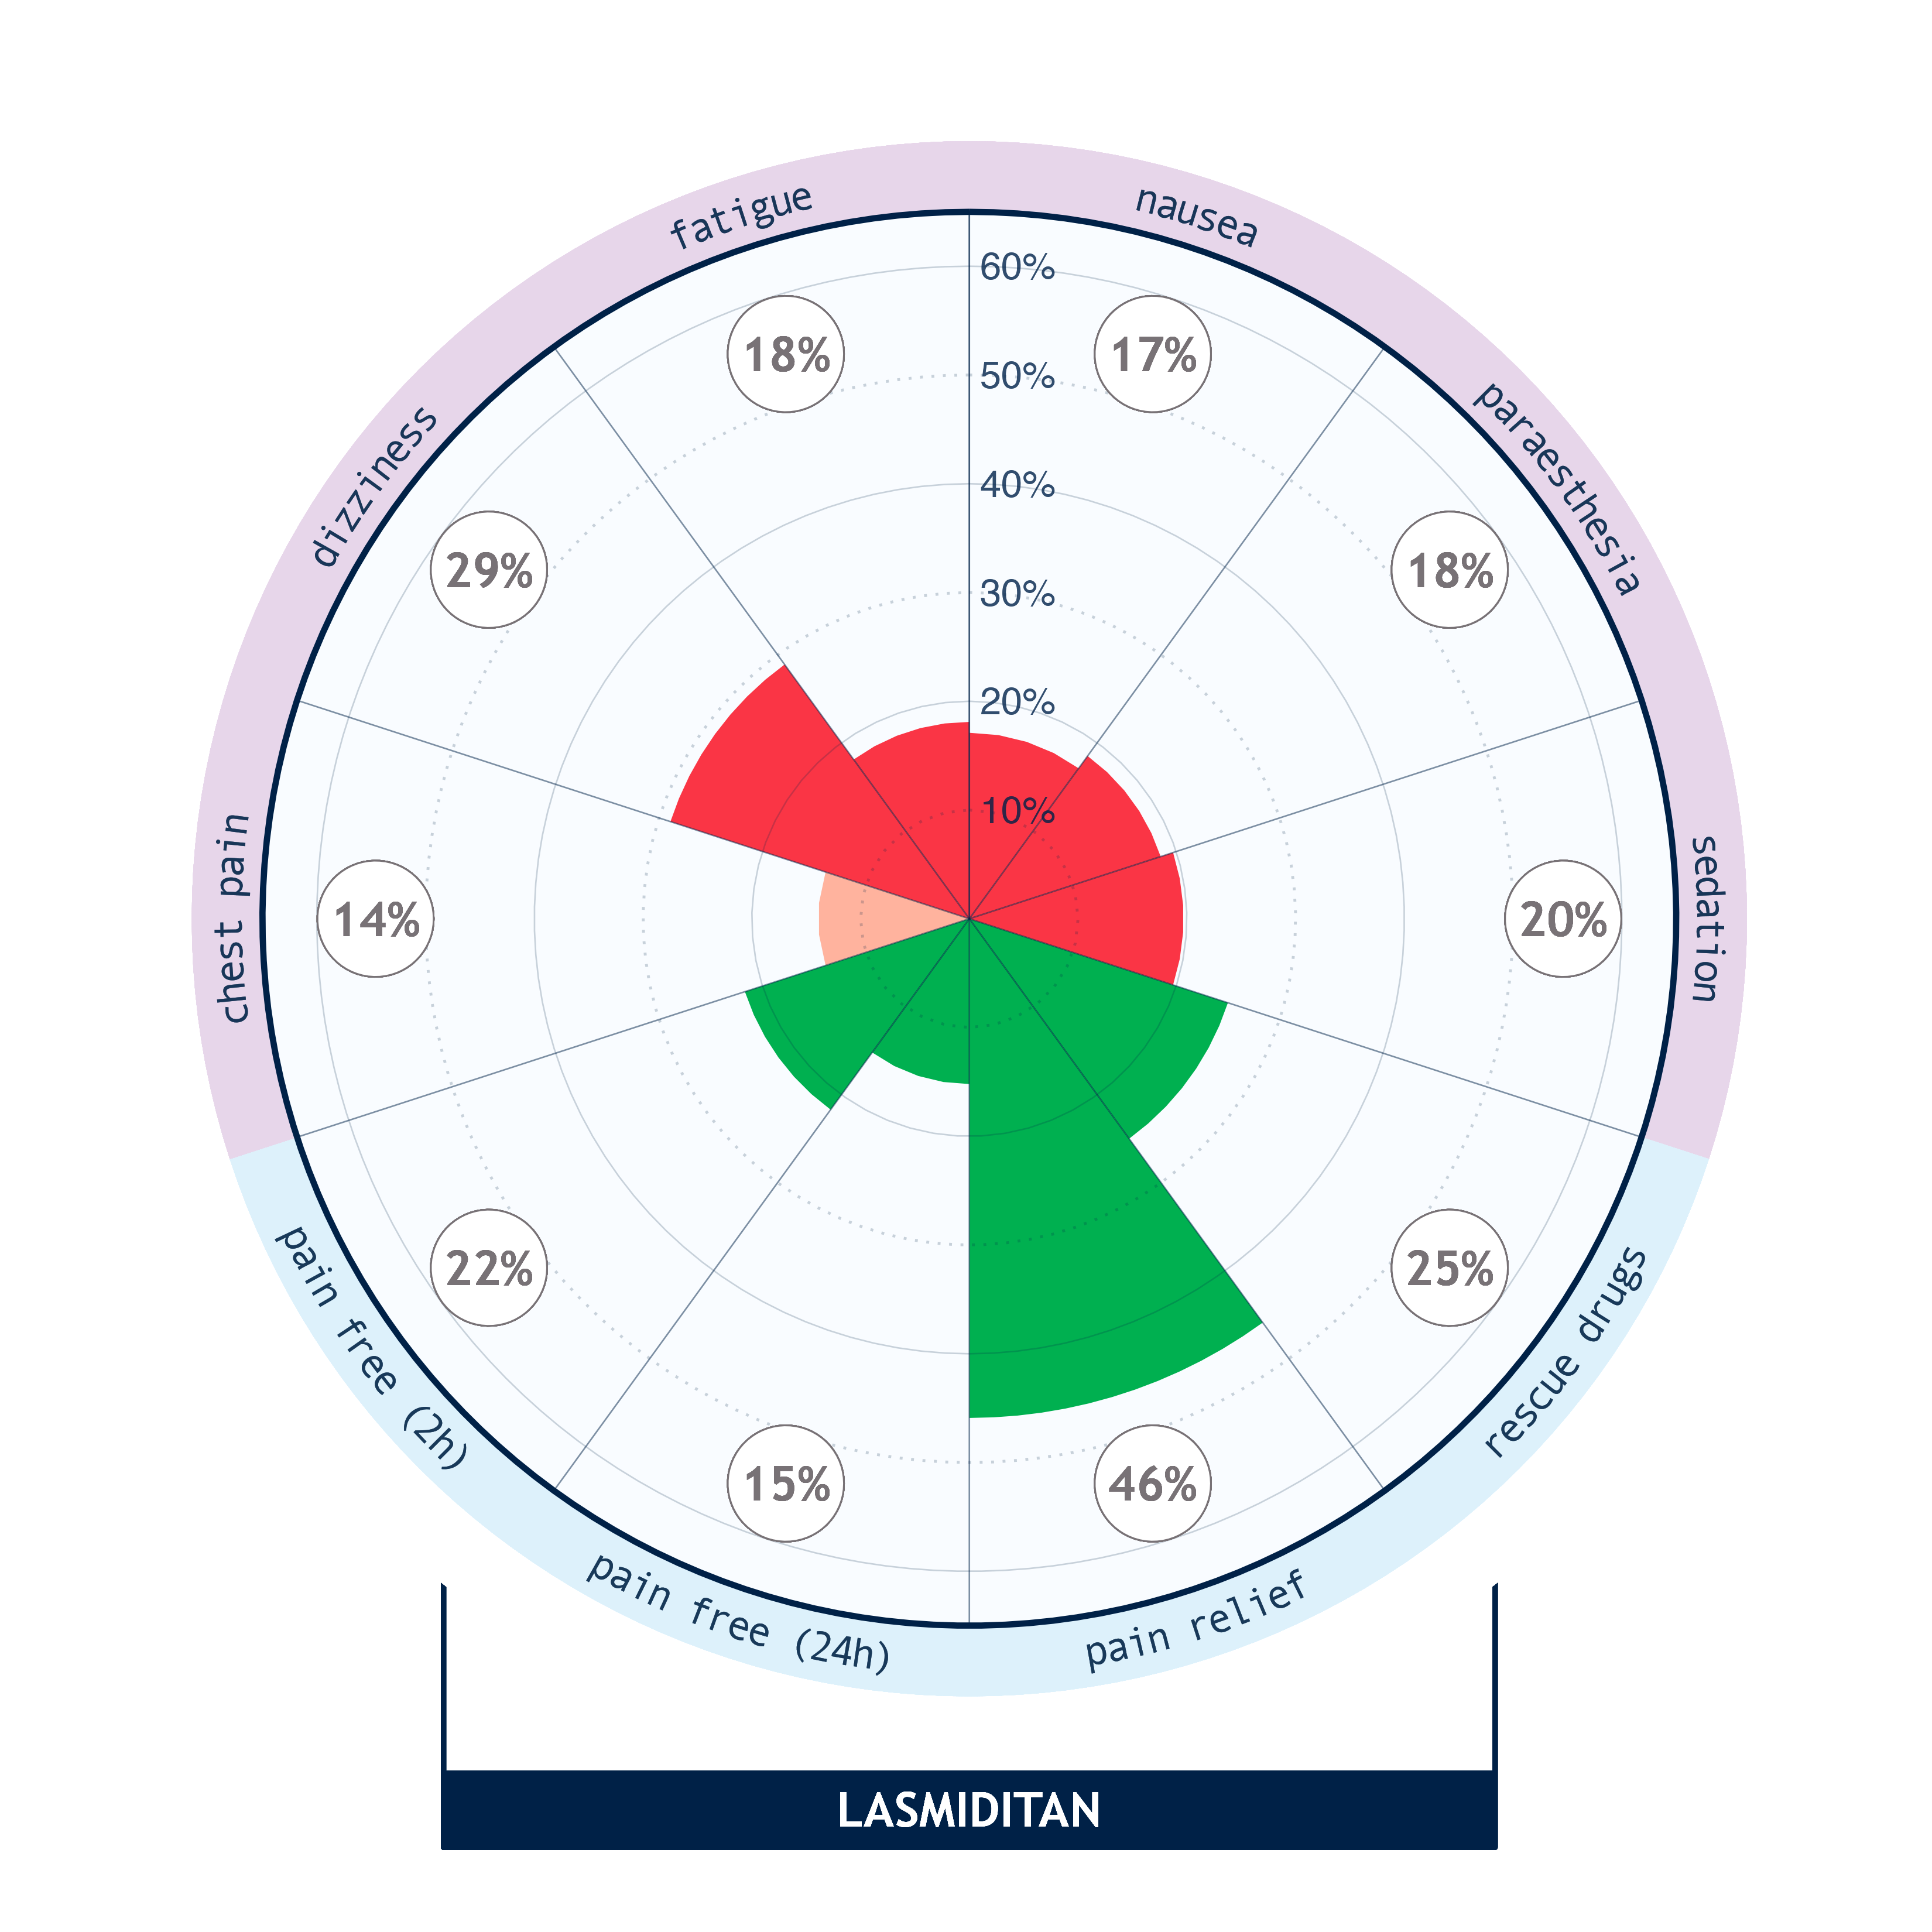 fatigue
nausea
60%
18%
17%
50%
dizziness
paraesthesia
40%
29%
18%
30%
20%
10%
chest pain
14%
20%
sedation
22%
25%
pain free (2h)
rescue drugs
15%
46%
pain free (24h)
pain relief
LASMIDITAN